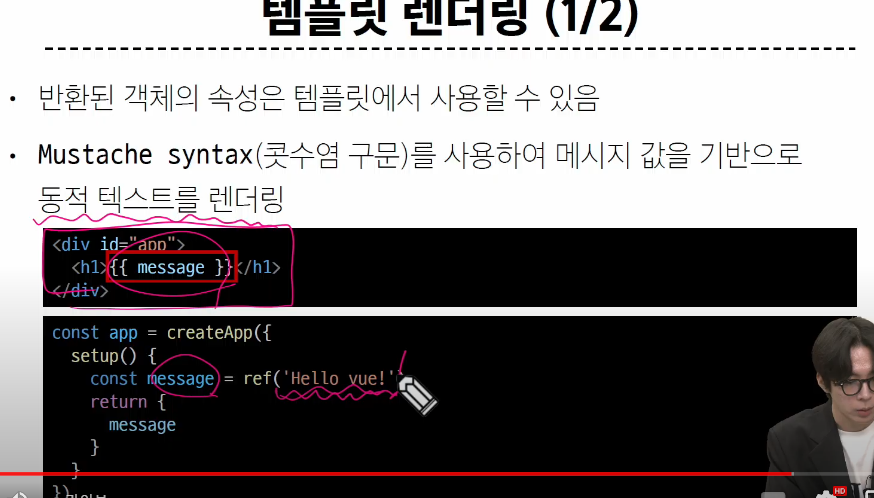 템플릿 렌더링 (1/2)
• 반환된 객체의 속성은 템플릿에서 사용할 수 있음
• Mustache syntax(콧수염 구문)를 사용하여 메시지 값을 기반으로
동적 텍스트를 렌더링
<div id="app">
<h1>{{ message }}</h1>
</div>
const app = createApp({
setup() {
const message = ref('Hello vue!')
return {
message
}
}
})
HD